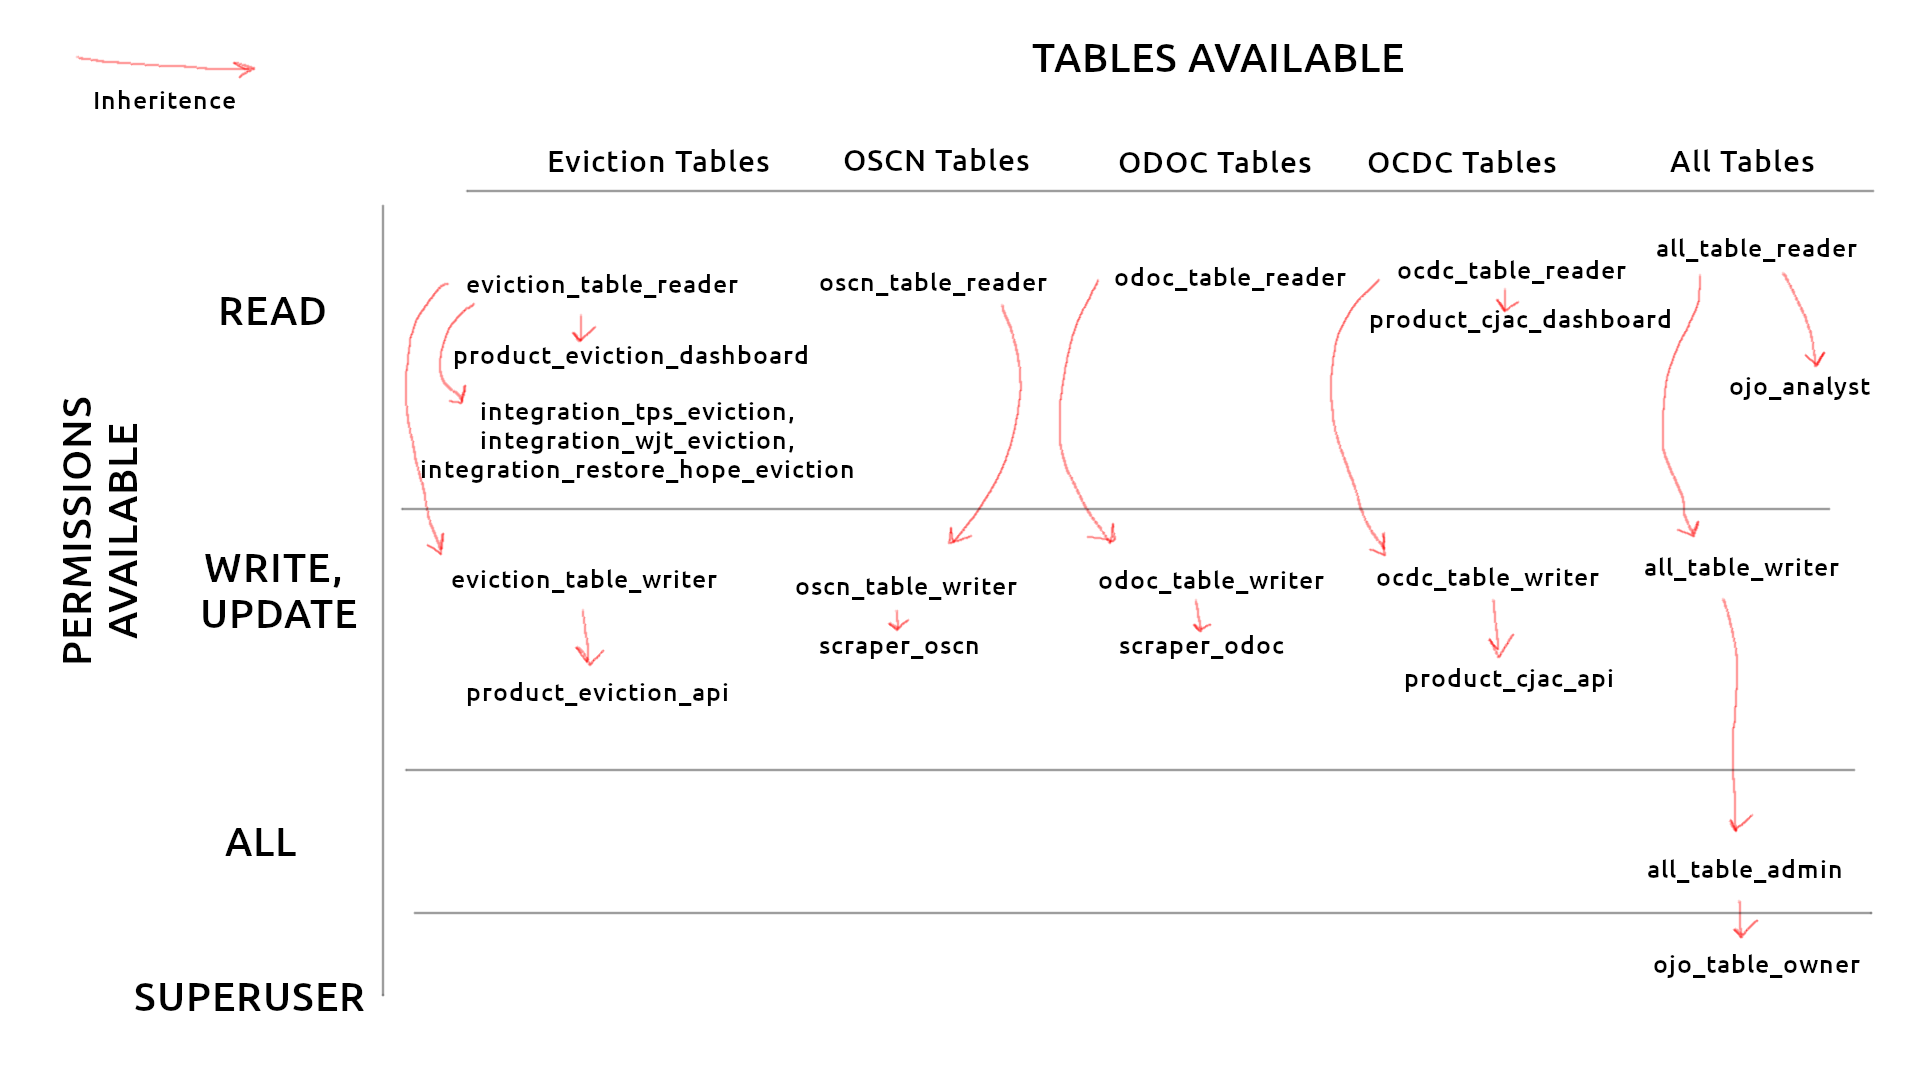 TABLES AVAILABLE
Inheritence
Eviction Tables
OSCN Tables
ODOC Tables
OCDC Tables
All Tables
PERMISSIONS
AVAILABLE
READ
eviction_table_reader
oscn_table_reader
odoc_table_reader
ocdc_table_reader
all_table_reader
product_cjac_dashboard
product_eviction_dashboard
ojo_analyst
integration_tps_eviction,
integration_wjt_eviction,
integration_restore_hope_eviction
WRITE,
UPDATE
eviction_table_writer
oscn_table_writer
odoc_table_writer
ocdc_table_writer
all_table_writer
scraper_oscn
scraper_odoc
product_eviction_api
product_cjac_api
ALL
all_table_admin
SUPERUSER
ojo_table_owner